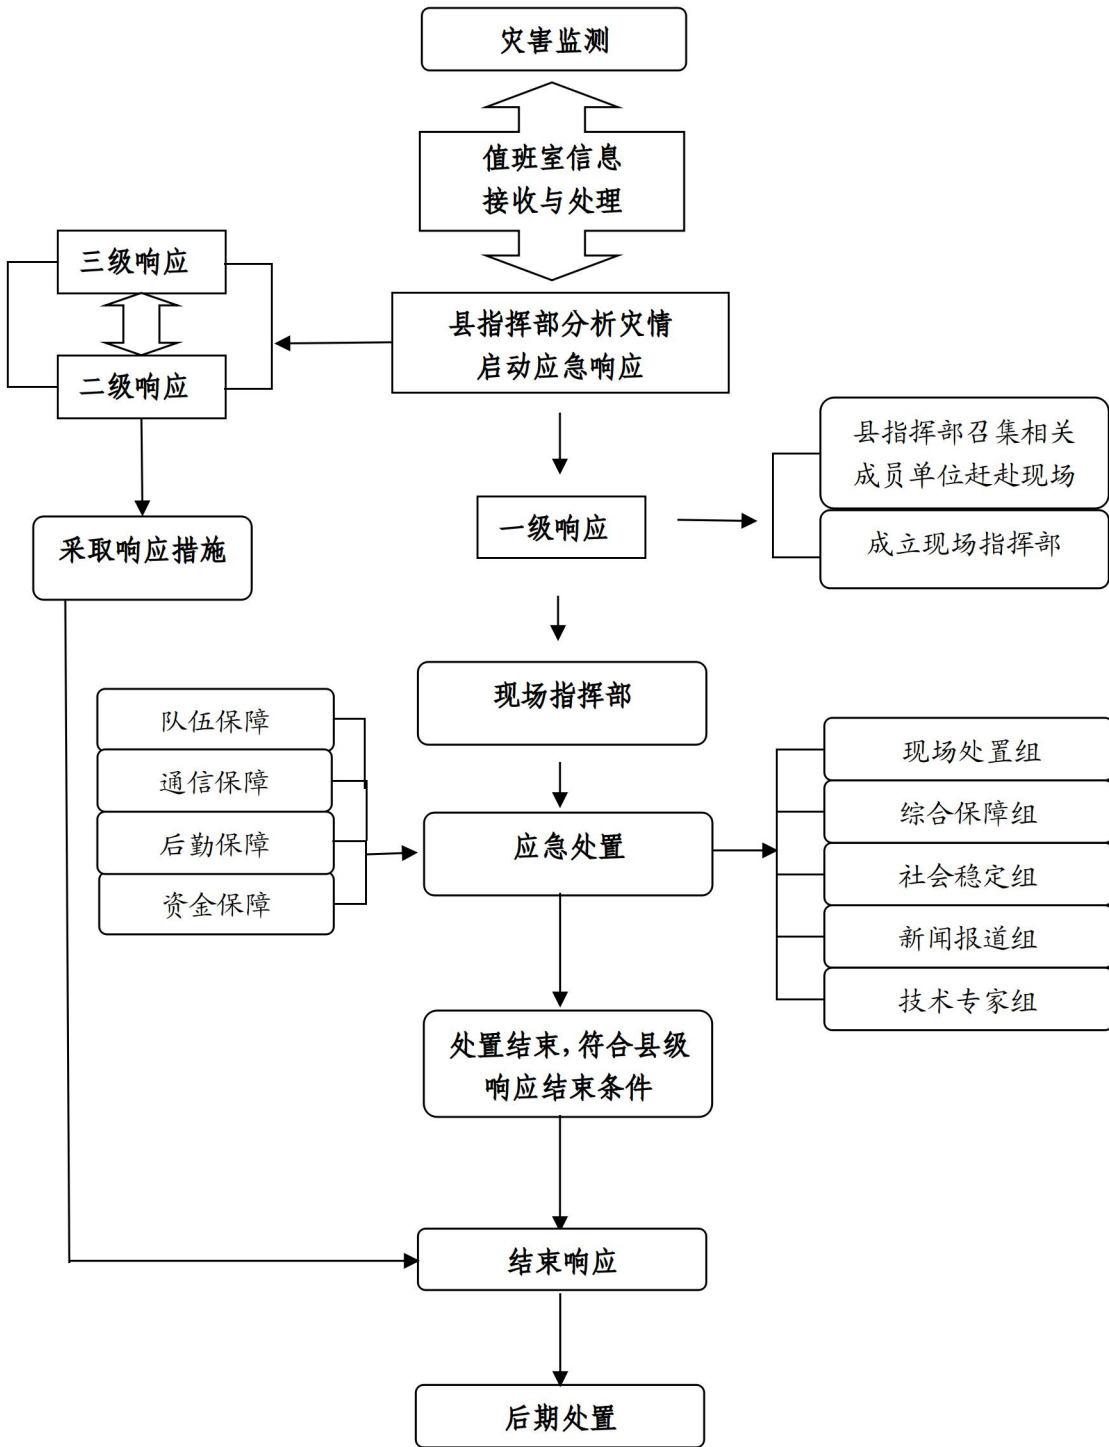 灾害监测
值班室信息
接收与处理
三级响应
县指挥部分析灾情
启动应急响应
二级响应
县指挥部召集相关
成员单位赶赴现场
一级响应
采取响应措施
成立现场指挥部
现场指挥部
队伍保障
现场处置组
通信保障
综合保障组
后勤保障
应急处置
社会稳定组
资金保障
新闻报道组
技术专家组
处置结束,符合县级
响应结束条件
结束响应
后期处置